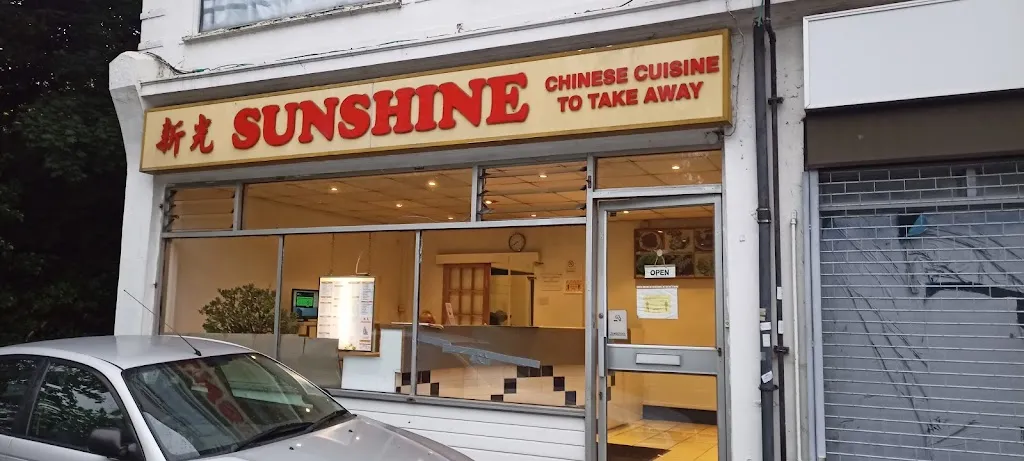 新光 SUNSHINE
CHINESE CUISINE
TO TAKE AWAY
OPEN